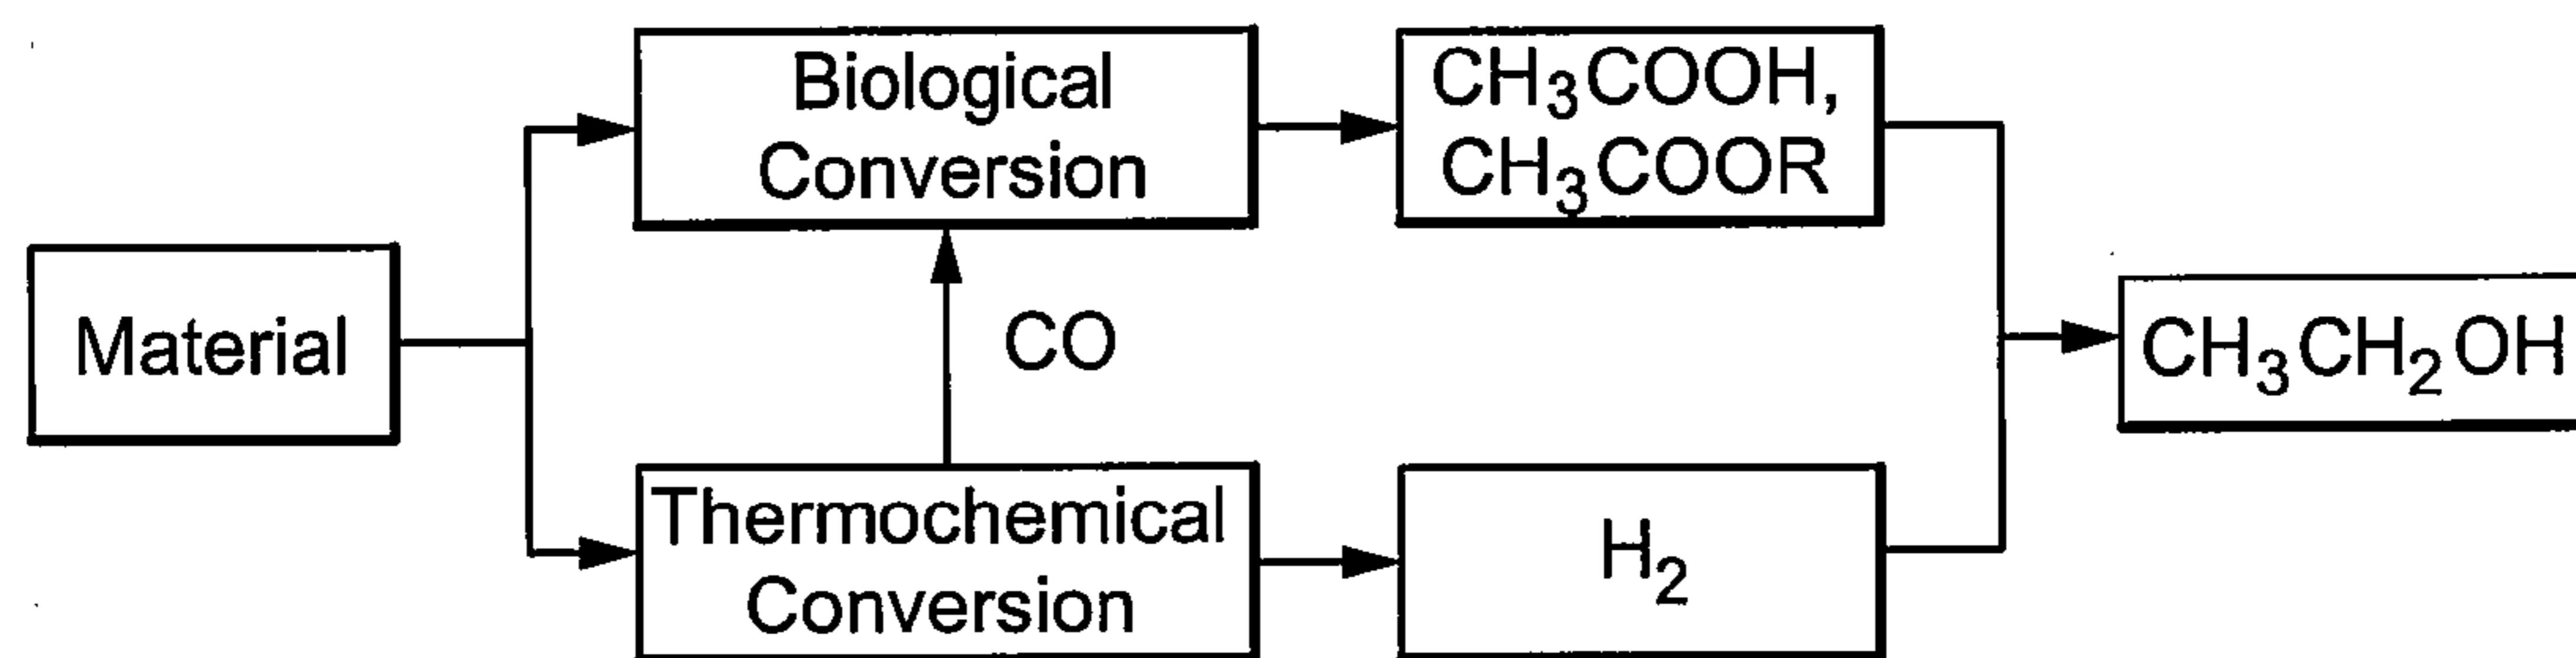 Biological
Conversion
CH₃COOH,
CH₃COOR
Material
CO
CH₃CH₂OH
Thermochemical
Conversion
H₂